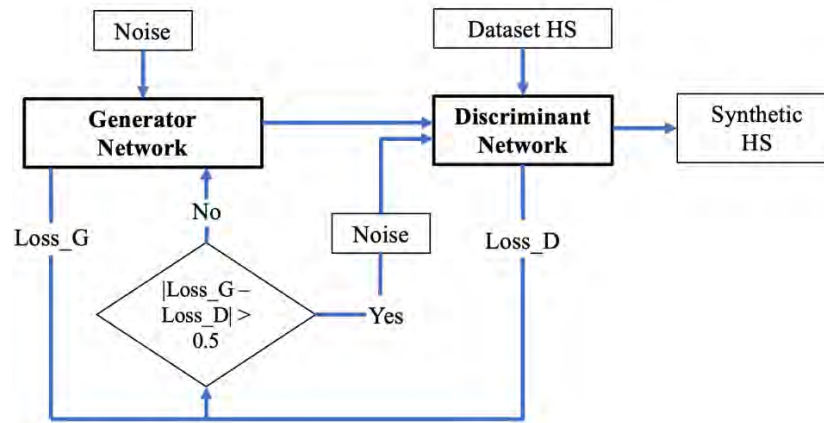 Noise
Dataset HS
Generator
Network
Discriminant
Network
Synthetic
HS
No
Loss_G
Noise
Loss_D
|Loss_G –
Loss_D| >
0.5
Yes